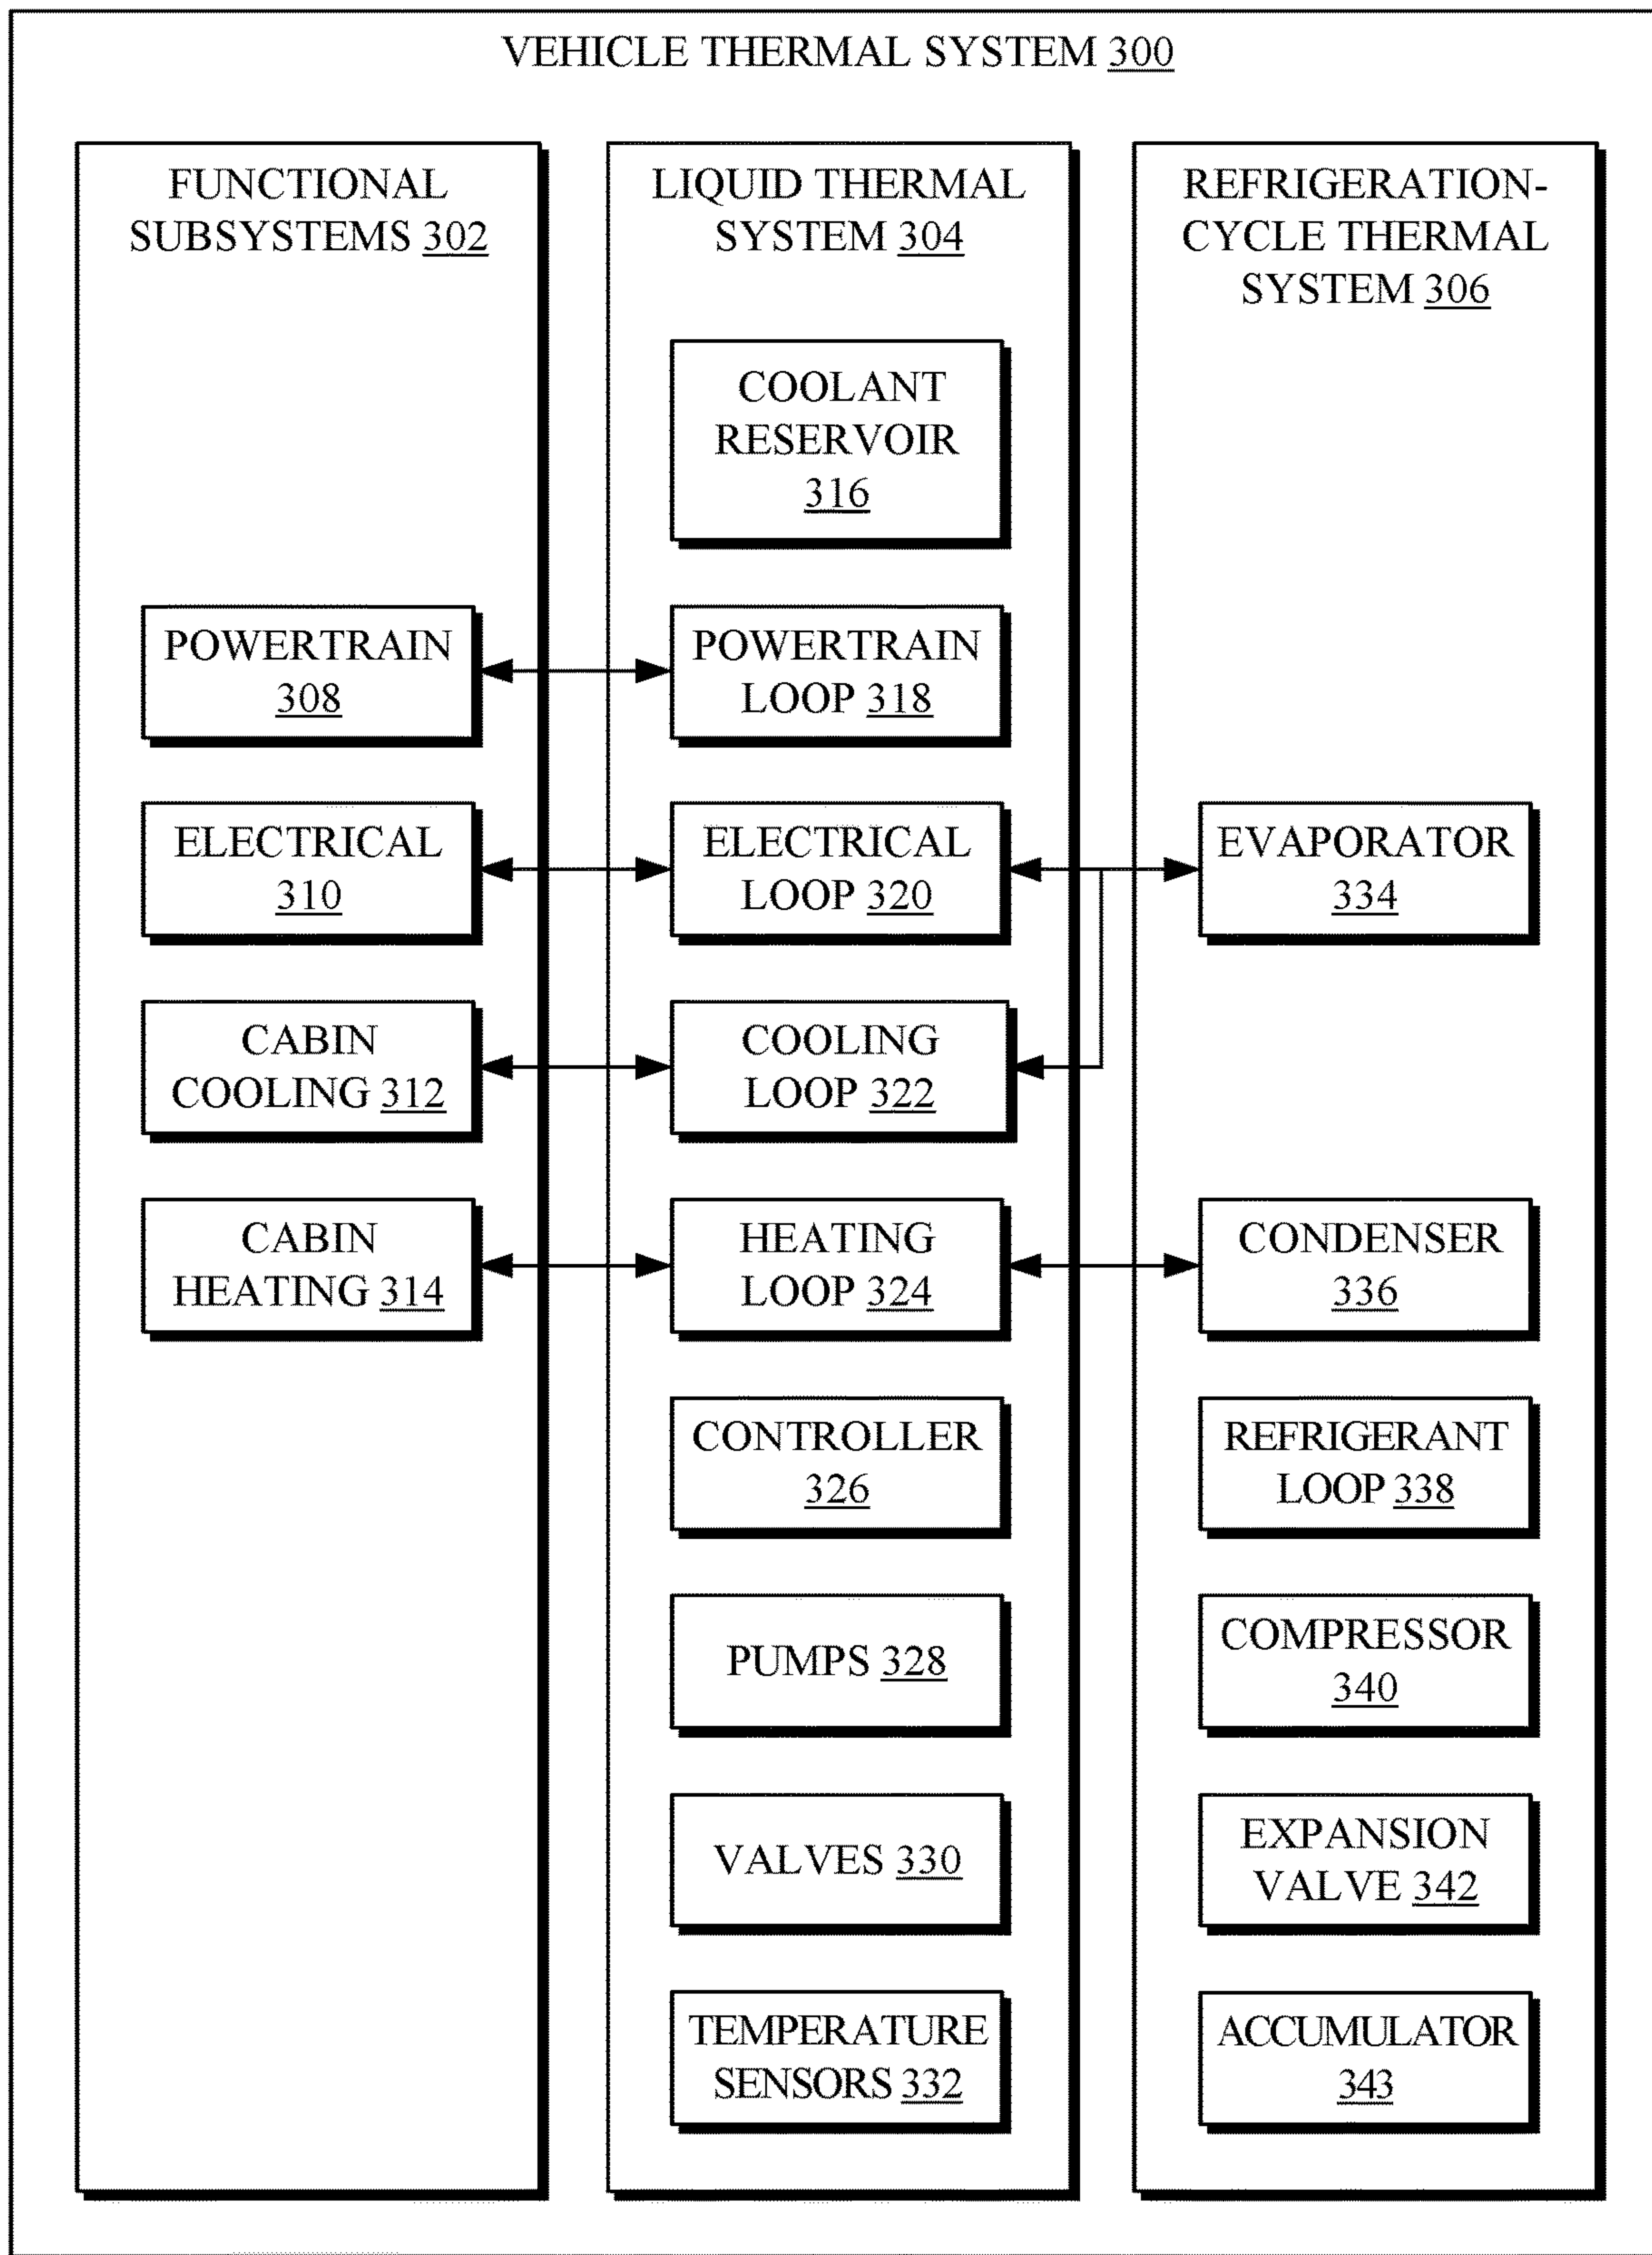 VEHICLE THERMAL SYSTEM 300
FUNCTIONAL
SUBSYSTEMS 302
POWERTRAIN
308
ELECTRICAL
310
CABIN
COOLING 312
CABIN
HEATING 314
LIQUID THERMAL
SYSTEM 304
COOLANT
RESERVOIR
316
POWERTRAIN
LOOP 318
ELECTRICAL
LOOP 320
COOLING
LOOP 322
HEATING
LOOP 324
CONTROLLER
326
PUMPS 328
VALVES 330
TEMPERATURE
SENSORS 332
REFRIGERATION-
CYCLE THERMAL
SYSTEM 306
EVAPORATOR
334
CONDENSER
336
REFRIGERANT
LOOP 338
COMPRESSOR
340
EXPANSION
VALVE 342
ACCUMULATOR
343